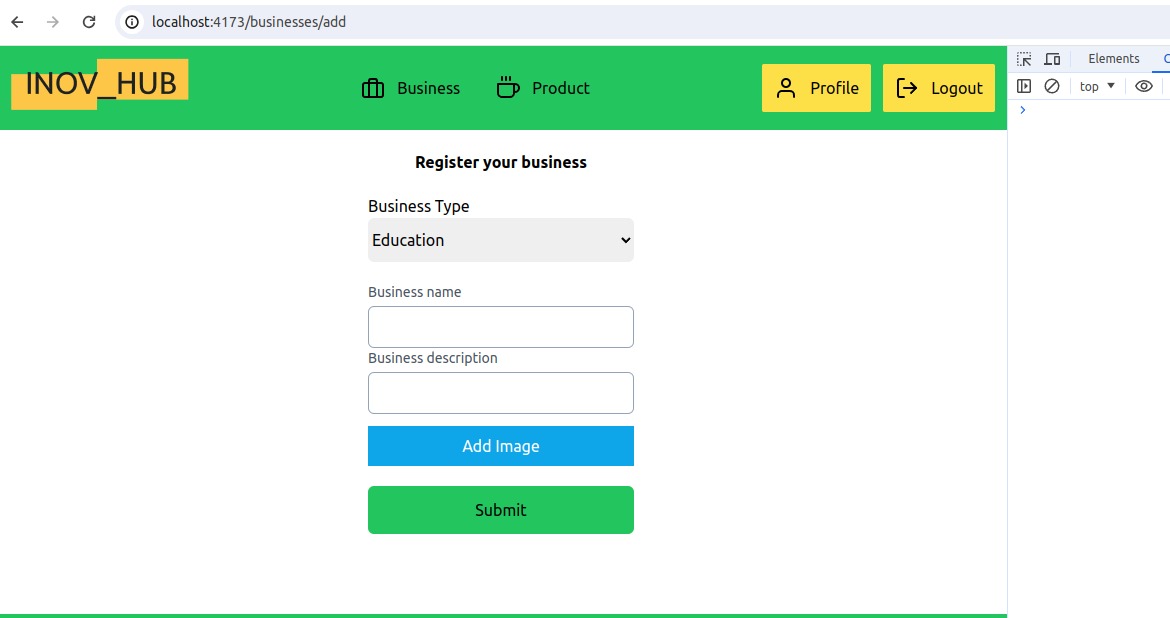 localhost:4173/businesses/add
INOV_HUB
Business
Product
Profile
Logout
Elements
top
Register your business
Business Type
Education
Business name
Business description
Add Image
Submit